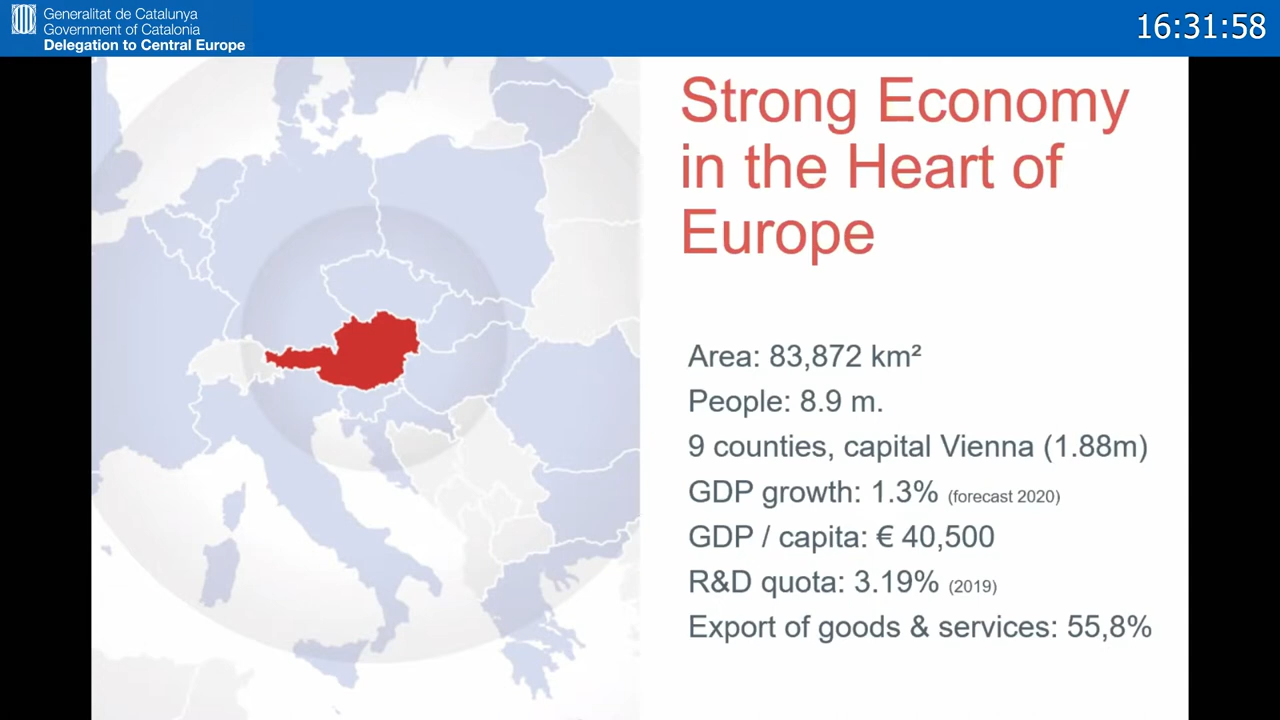 Generalitat de Catalunya
Government of Catalonia
Delegation to Central Europe
16:31:58
Strong Economy
in the Heart of
Europe
Area: 83,872 km²
People: 8.9 m.
9 counties, capital Vienna (1.88m)
GDP growth: 1.3% (forecast 2020)
GDP / capita: € 40,500
R&D quota: 3.19% (2019)
Export of goods & services: 55,8%